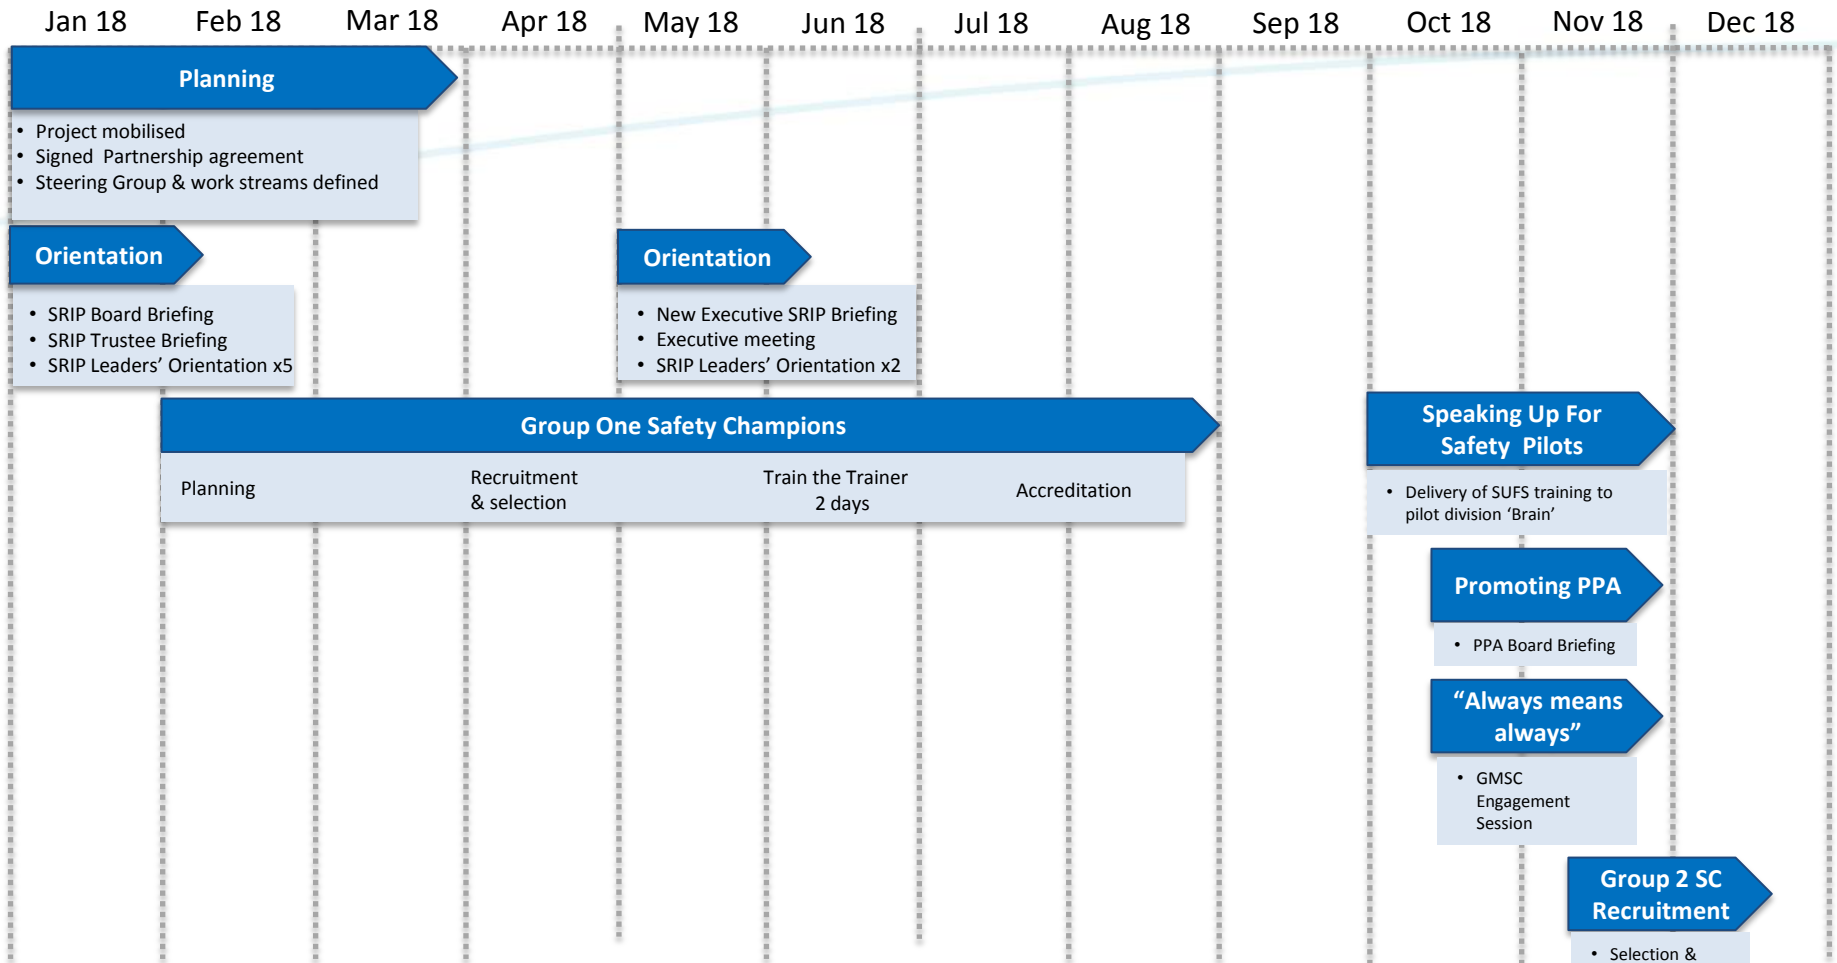 Jan 18 Feb 18 Mar 18 Apr 18 May 18 Jun 18 Jul 18 Aug 18 Sep 18 Oct 18 Nov 18 Dec 18
Planning
• Project mobilised
• Signed Partnership agreement
• Steering Group & work streams defined
Orientation
• SRIP Board Briefing
• SRIP Trustee Briefing
• SRIP Leaders’ Orientation x5
Orientation
• New Executive SRIP Briefing
• Executive meeting
• SRIP Leaders’ Orientation x2
Group One Safety Champions
Planning
Recruitment
& selection
Train the Trainer
2 days
Accreditation
Speaking Up For
Safety Pilots
• Delivery of SUFS training to
pilot division ‘Brain’
Promoting PPA
• PPA Board Briefing
“Always means
always”
• GMSC
Engagement
Session
Group 2 SC
Recruitment
• Selection &